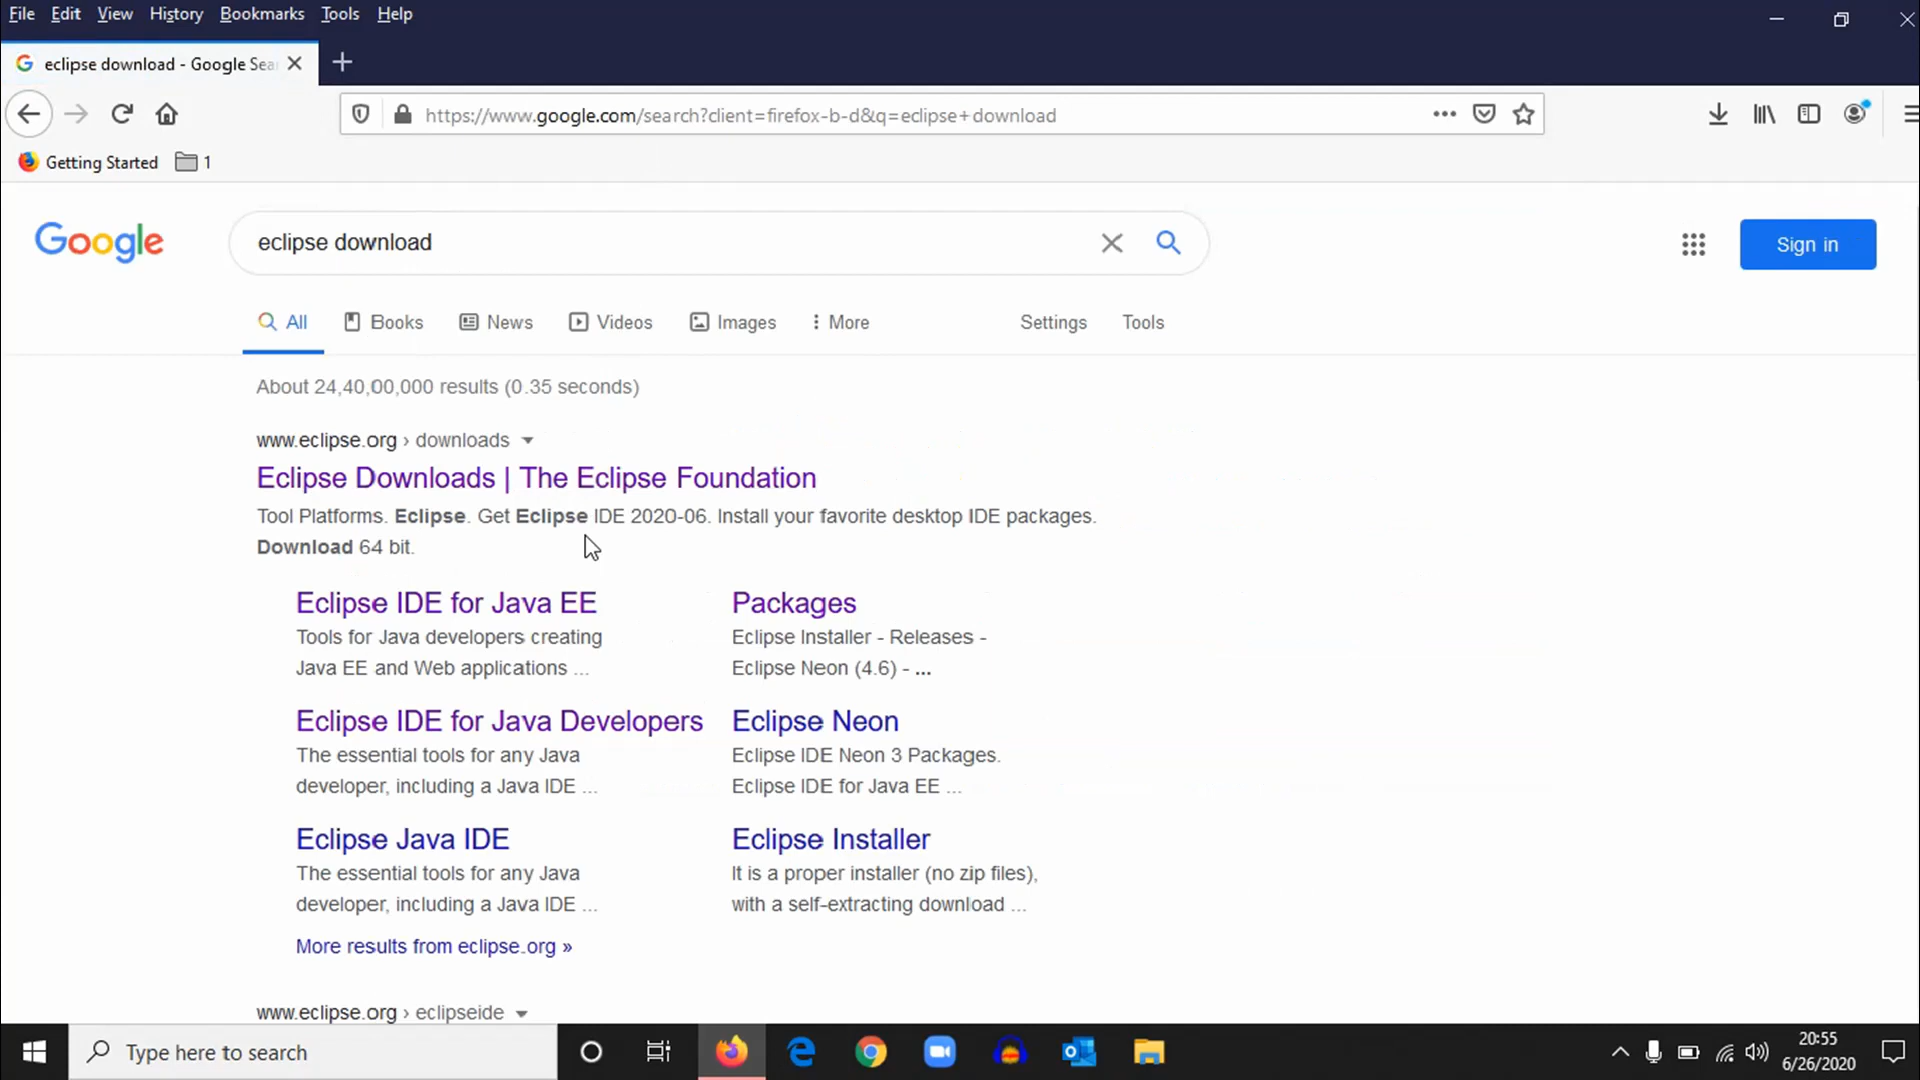 File Edit View History Bookmarks Tools Help
eclipse download - Google Sea
https://www.google.com/search?client=firefox-b-d&q=eclipse+download
Getting Started 1
Google eclipse download Sign in
All Books News Videos Images More Settings Tools
About 24,40,00,000 results (0.35 seconds)
www.eclipse.org › downloads
Eclipse Downloads | The Eclipse Foundation
Tool Platforms. Eclipse. Get Eclipse IDE 2020-06. Install your favorite desktop IDE packages.
Download 64 bit.
Eclipse IDE for Java EE
Tools for Java developers creating
Java EE and Web applications ...
Packages
Eclipse Installer - Releases -
Eclipse Neon (4.6) - ...
Eclipse IDE for Java Developers
The essential tools for any Java
developer, including a Java IDE ...
Eclipse Neon
Eclipse IDE Neon 3 Packages.
Eclipse IDE for Java EE ...
Eclipse Java IDE
The essential tools for any Java
developer, including a Java IDE ...
Eclipse Installer
It is a proper installer (no zip files),
with a self-extracting download ...
More results from eclipse.org »
www.eclipse.org › eclipseide
Type here to search
20:55
6/26/2020